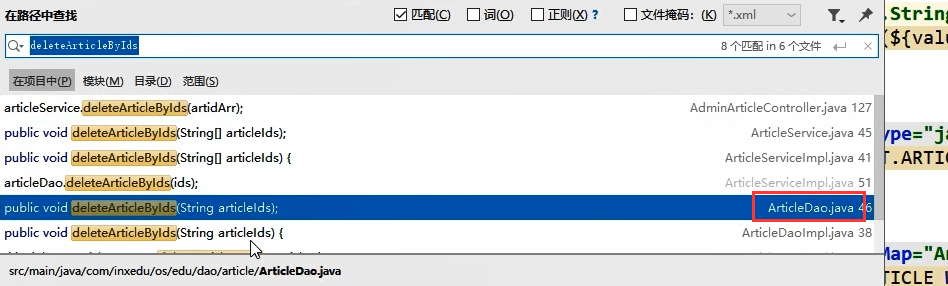 在路径中查找 匹配(C) 词(O) 正则(X) ? 文件掩码：(K) *.xml
deleteArticleByIds 8 个匹配 in 6 个文件
在项目中(P) 模块(M) 目录(D) 范围(S)
articleService.deleteArticleByIds(artidArr); AdminArticleController.java 127
public void deleteArticleByIds(String[] articleIds); ArticleService.java 45
public void deleteArticleByIds(String[] articleIds) { ArticleServiceImpl.java 41
articleDao.deleteArticleByIds(ids); ArticleServiceImpl.java 51
public void deleteArticleByIds(String articleIds); ArticleDao.java 46
public void deleteArticleByIds(String articleIds) { ArticleDaoImpl.java 38
src/main/java/com/inxedu/os/edu/dao/article/ArticleDao.java
.String
(${valu
ype="ja
T.ARTIC
Map="Ar